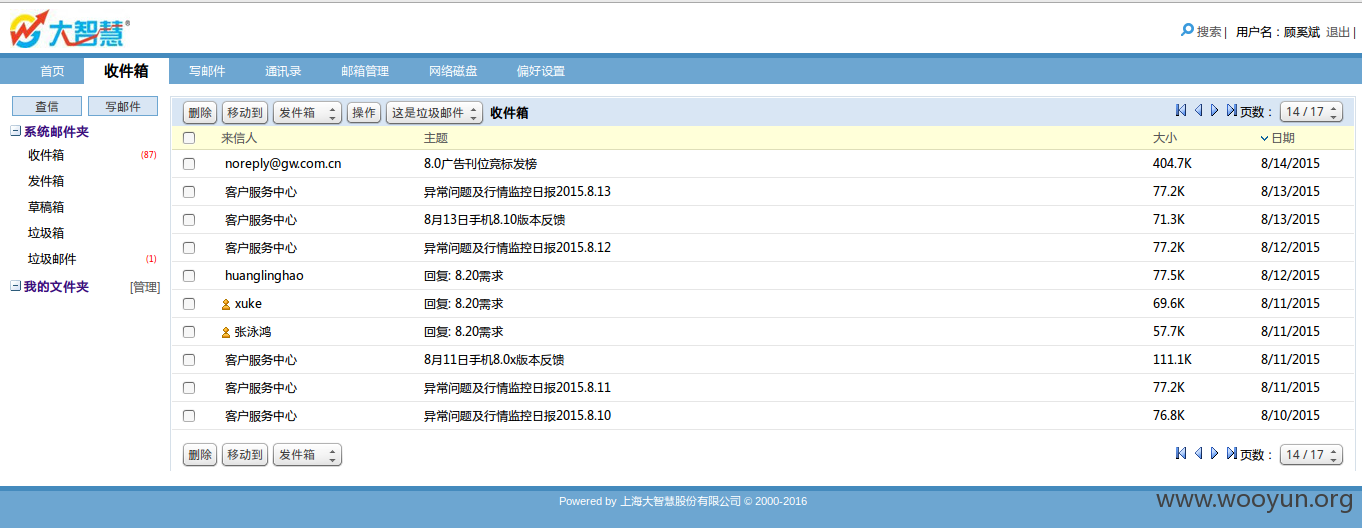 大智慧®
搜索 | 用户名：顾奚斌 退出 |
首页 收件箱 写邮件 通讯录 邮箱管理 网络磁盘 偏好设置
查信 写邮件
系统邮件夹
收件箱 (87)
发件箱
草稿箱
垃圾箱
垃圾邮件 (1)
我的文件夹 [管理]
删除 移动到 发件箱 操作 这是垃圾邮件 收件箱 页数： 14 / 17
来信人 主题 大小 日期
noreply@gw.com.cn 8.0广告刊位竞标发榜 404.7K 8/14/2015
客户服务中心 异常问题及行情监控日报2015.8.13 77.2K 8/13/2015
客户服务中心 8月13日手机8.10版本反馈 71.3K 8/13/2015
客户服务中心 异常问题及行情监控日报2015.8.12 77.2K 8/12/2015
huanglinghao 回复: 8.20需求 77.5K 8/12/2015
xuke 回复: 8.20需求 69.6K 8/11/2015
张泳鸿 回复: 8.20需求 57.7K 8/11/2015
客户服务中心 8月11日手机8.0x版本反馈 111.1K 8/11/2015
客户服务中心 异常问题及行情监控日报2015.8.11 77.2K 8/11/2015
客户服务中心 异常问题及行情监控日报2015.8.10 76.8K 8/10/2015
删除 移动到 发件箱 页数： 14 / 17
Powered by 上海大智慧股份有限公司 © 2000-2016
www.wooyun.org